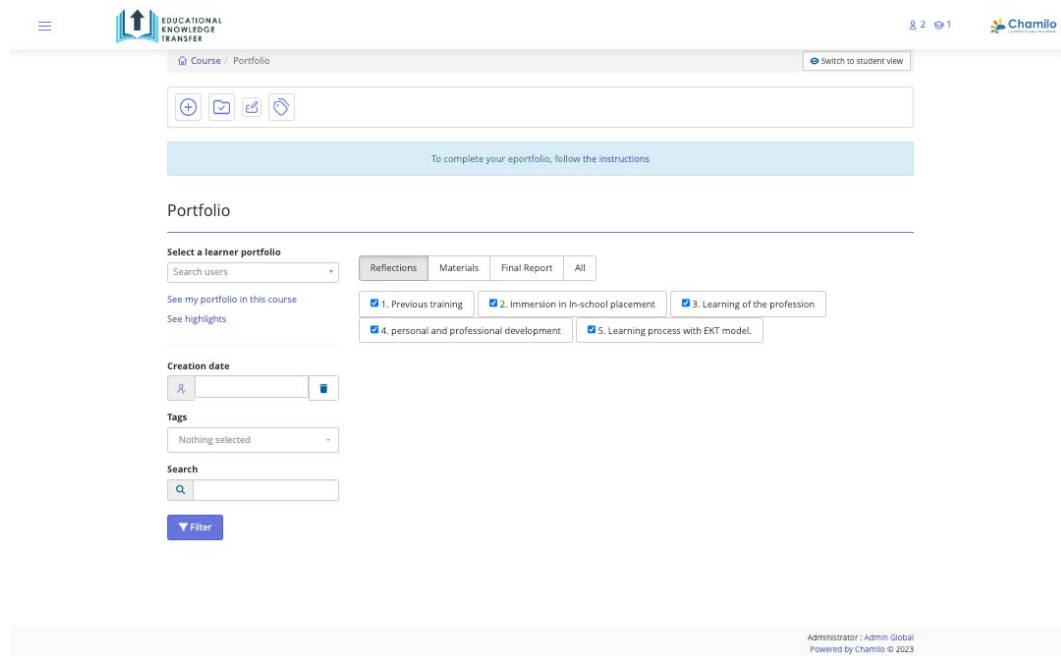 EDUCATIONAL
KNOWLEDGE
TRANSFER
2 1
Chamilo
Course / Portfolio
Switch to student view
To complete your eportfolio, follow the instructions
Portfolio
Select a learner portfolio
Search users
See my portfolio in this course
See highlights
Reflections Materials Final Report All
1. Previous training 2. Immersion in In-school placement 3. Learning of the profession
4. personal and professional development 5. Learning process with EKT model.
Creation date
Tags
Nothing selected
Search
Filter
Administrator : Admin Global
Powered by Chamilo © 2023